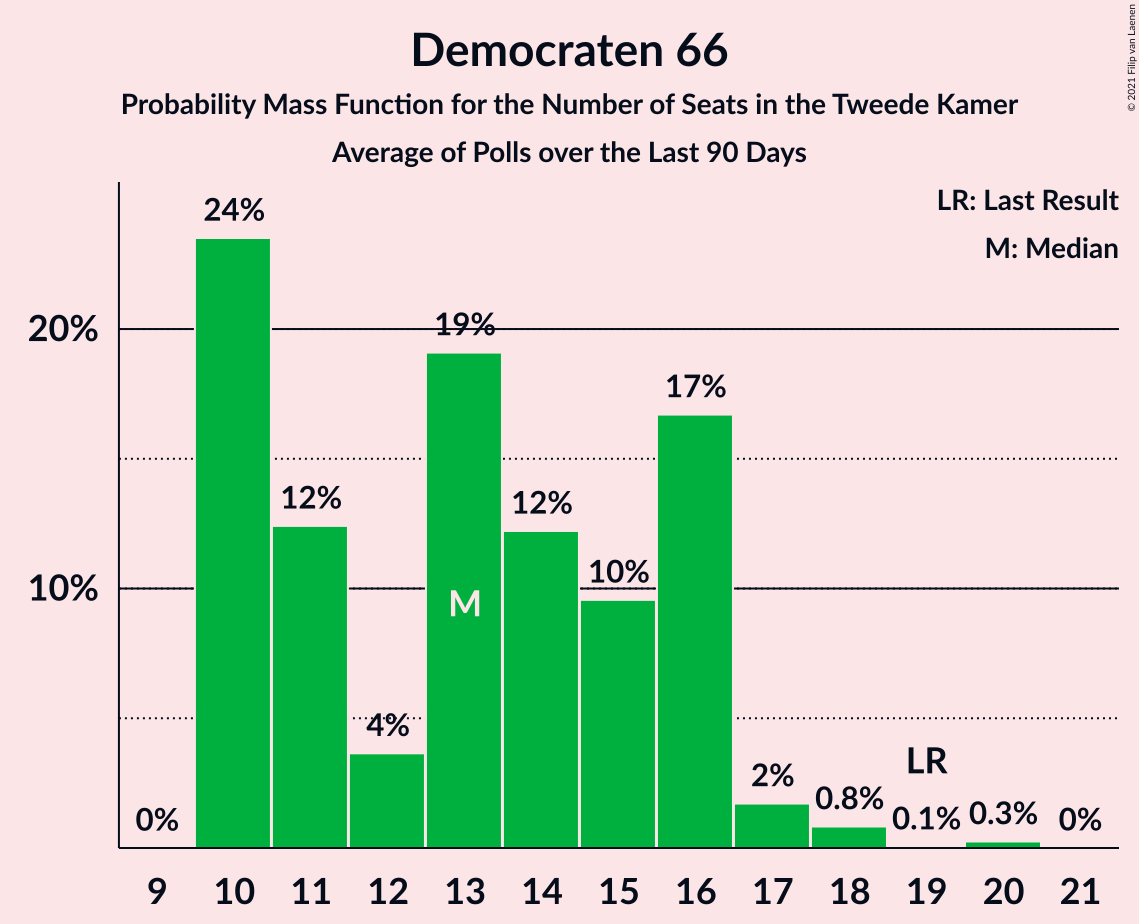 Democraten 66
Probability Mass Function for the Number of Seats in the Tweede Kamer
Average of Polls over the Last 90 Days
© 2021 Filip van Laenen
LR: Last Result
M: Median
24%
20%
19%
17%
12%
12%
10%
10%
M
4%
LR
2%
0.8%
0.1%
0.3%
0%
0%
9 10 11 12 13 14 15 16 17 18 19 20 21